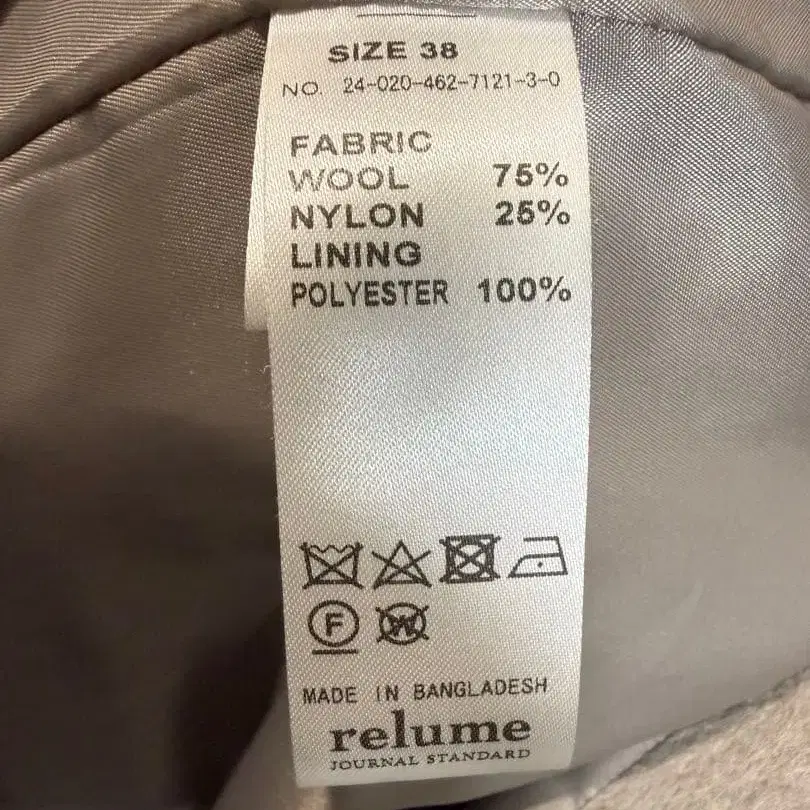 SIZE 38
NO. 24-020-462-7121-3-0
FABRIC
WOOL 75%
NYLON 25%
LINING
POLYESTER 100%
F W
MADE IN BANGLADESH
relume
JOURNAL STANDARD